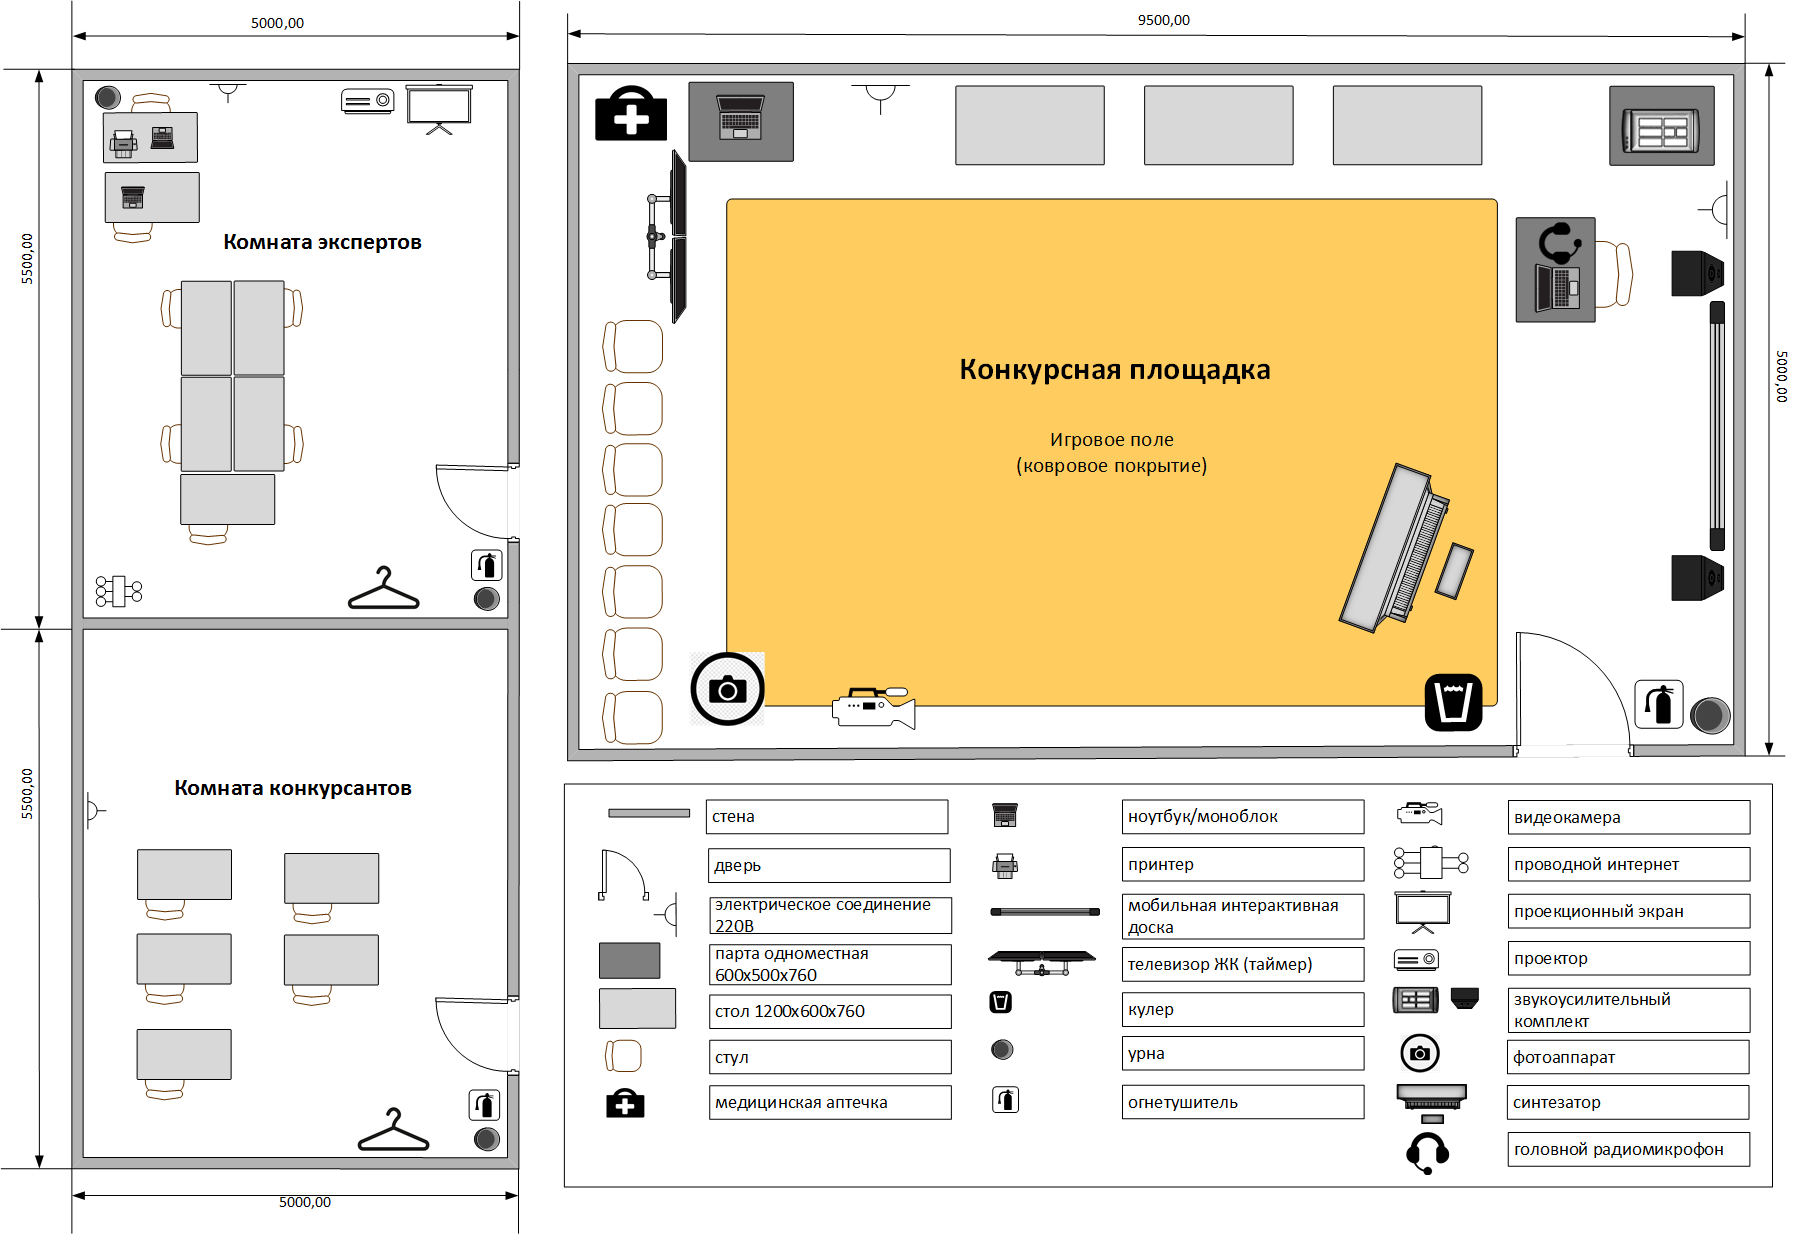 5000,00
9500,00
5500,00
Комната экспертов
5000,00
Конкурсная площадка
Игровое поле
(ковровое покрытие)
5500,00
Комната конкурсантов
5000,00
стена
дверь
электрическое соединение
220В
парта одноместная
600х500х760
стол 1200х600х760
стул
медицинская аптечка
ноутбук/моноблок
принтер
мобильная интерактивная
доска
телевизор ЖК (таймер)
кулер
урна
огнетушитель
видеокамера
проводной интернет
проекционный экран
проектор
звукоусилительный
комплект
фотоаппарат
синтезатор
головной радиомикрофон